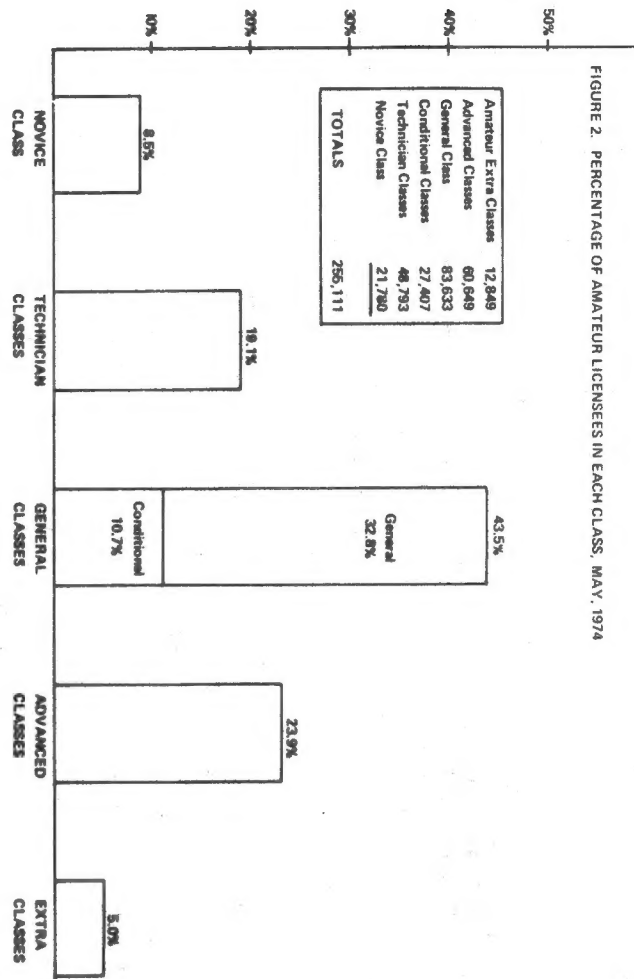 FIGURE 2. PERCENTAGE OF AMATEUR LICENSEES IN EACH CLASS, MAY, 1974
50%
40%
30%
20%
10%
Amateur Extra Classes 12,849
Advanced Classes 60,649
General Class 83,633
Conditional Classes 27,407
Technician Classes 48,793
Novice Class 21,780
TOTALS 255,111
8.5%
19.1%
43.5%
General
32.8%
Conditional
10.7%
23.9%
5.0%
NOVICE
CLASS
TECHNICIAN
CLASSES
GENERAL
CLASSES
ADVANCED
CLASSES
EXTRA
CLASSES